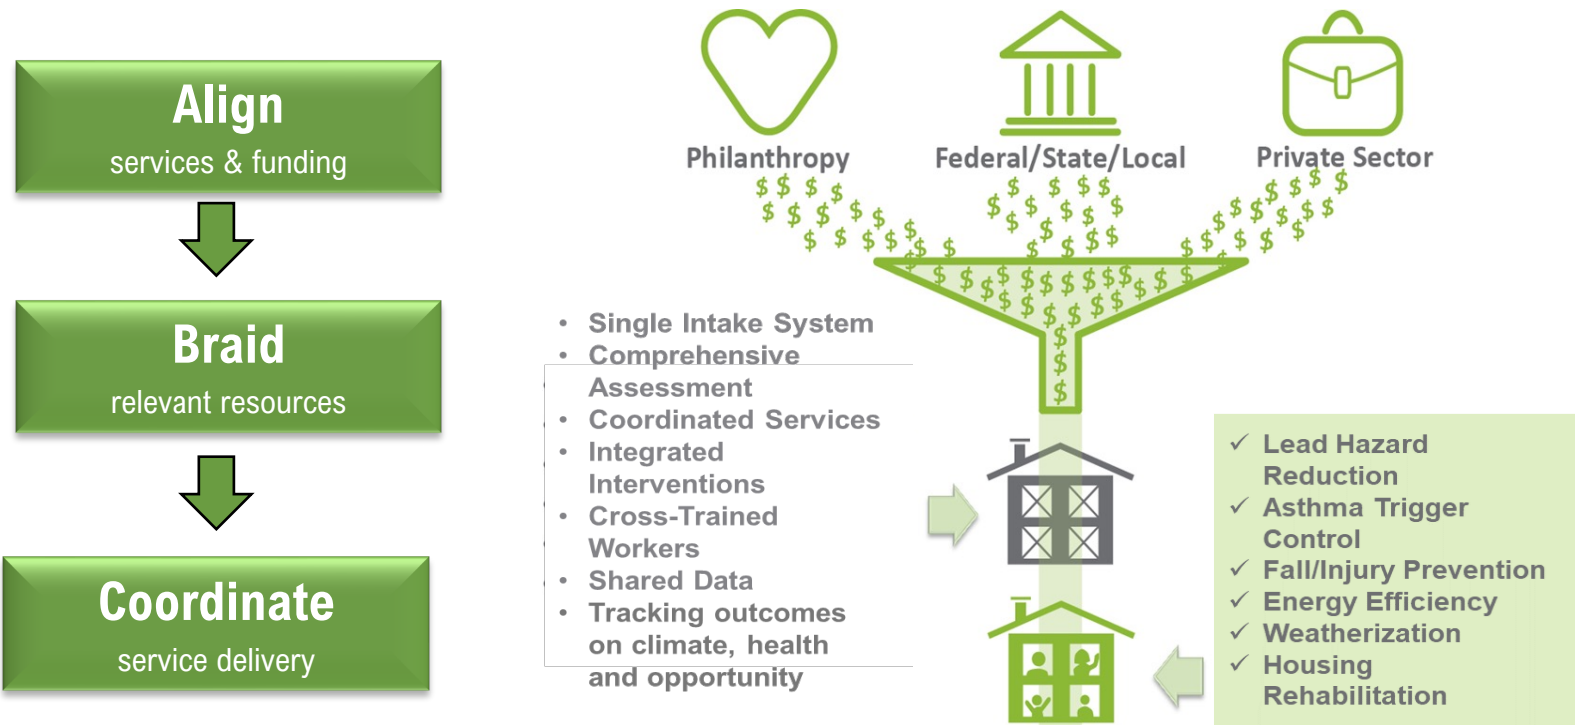 Align
services & funding
Braid
relevant resources
Coordinate
service delivery
Philanthropy
Federal/State/Local
Private Sector
• Single Intake System
• Comprehensive
Assessment
• Coordinated Services
• Integrated
Interventions
• Cross-Trained
Workers
• Shared Data
• Tracking outcomes
on climate, health
and opportunity
✓ Lead Hazard
Reduction
✓ Asthma Trigger
Control
✓ Fall/Injury Prevention
✓ Energy Efficiency
✓ Weatherization
✓ Housing
Rehabilitation